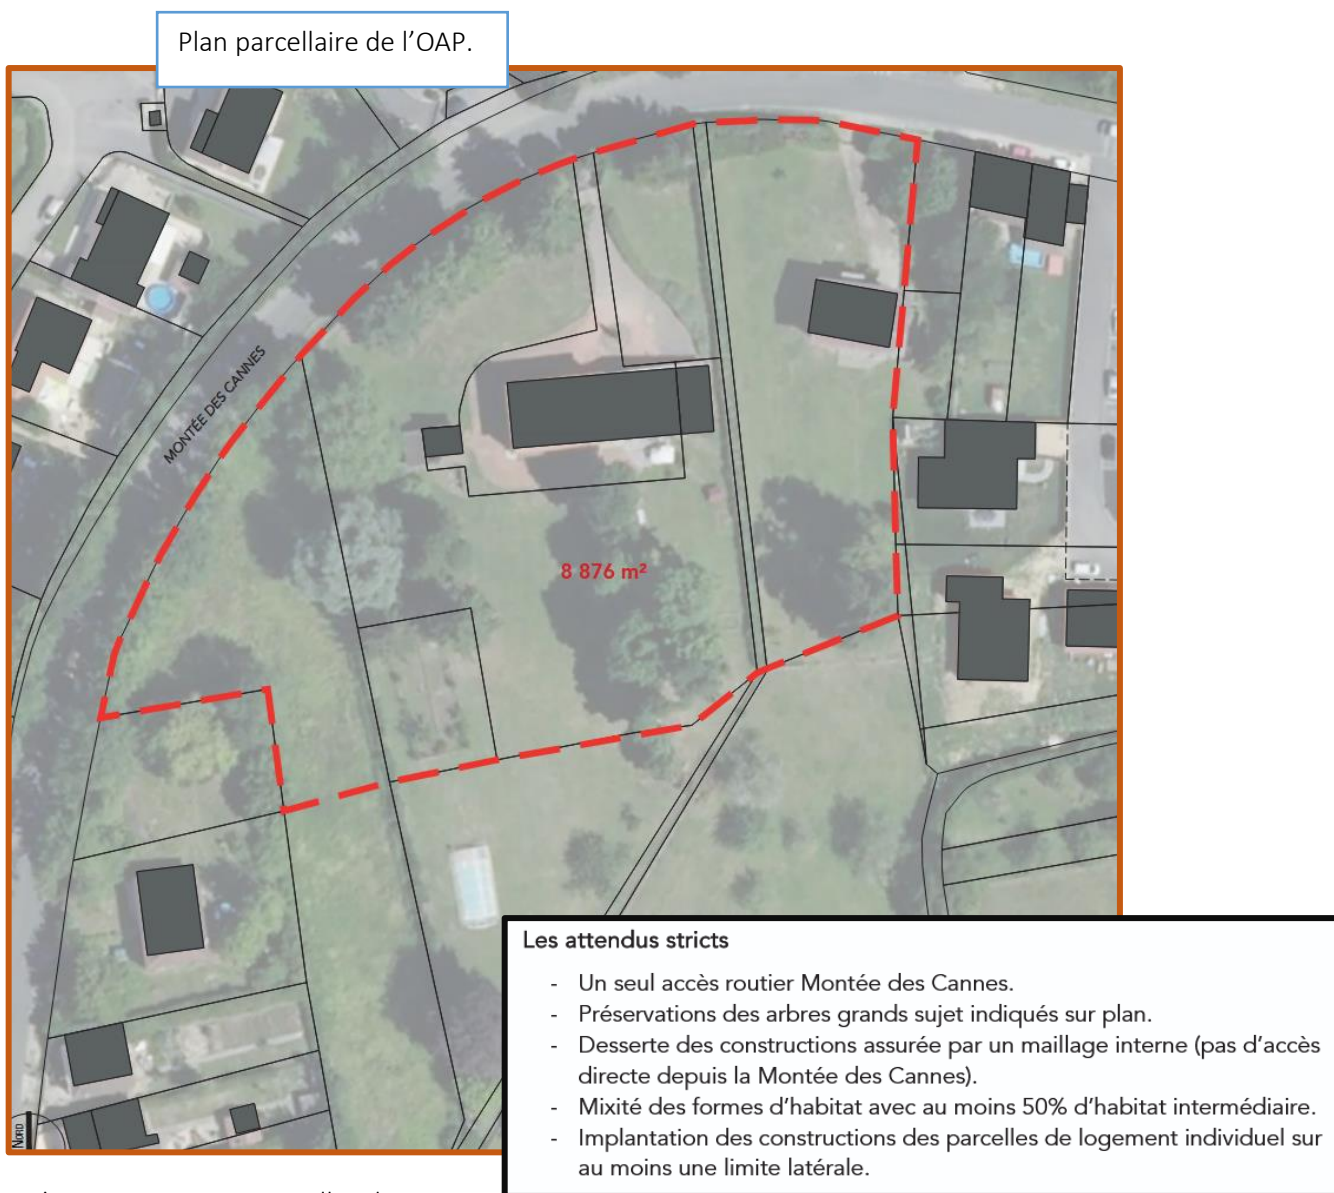 Plan parcellaire de l’OAP.
MONTÉE DES CANNES
8 876 m²
Les attendus stricts
- Un seul accès routier Montée des Cannes.
- Préservations des arbres grands sujet indiqués sur plan.
- Desserte des constructions assurée par un maillage interne (pas d’accès
directe depuis la Montée des Cannes).
- Mixité des formes d’habitat avec au moins 50% d’habitat intermédiaire.
- Implantation des constructions des parcelles de logement individuel sur
au moins une limite latérale.
NORD